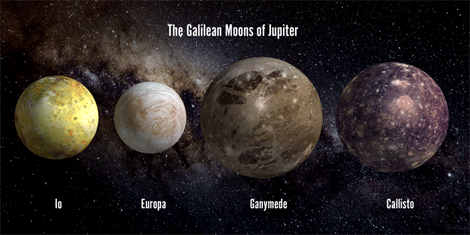 The Galilean Moons of Jupiter
Io
Europa
Ganymede
Callisto